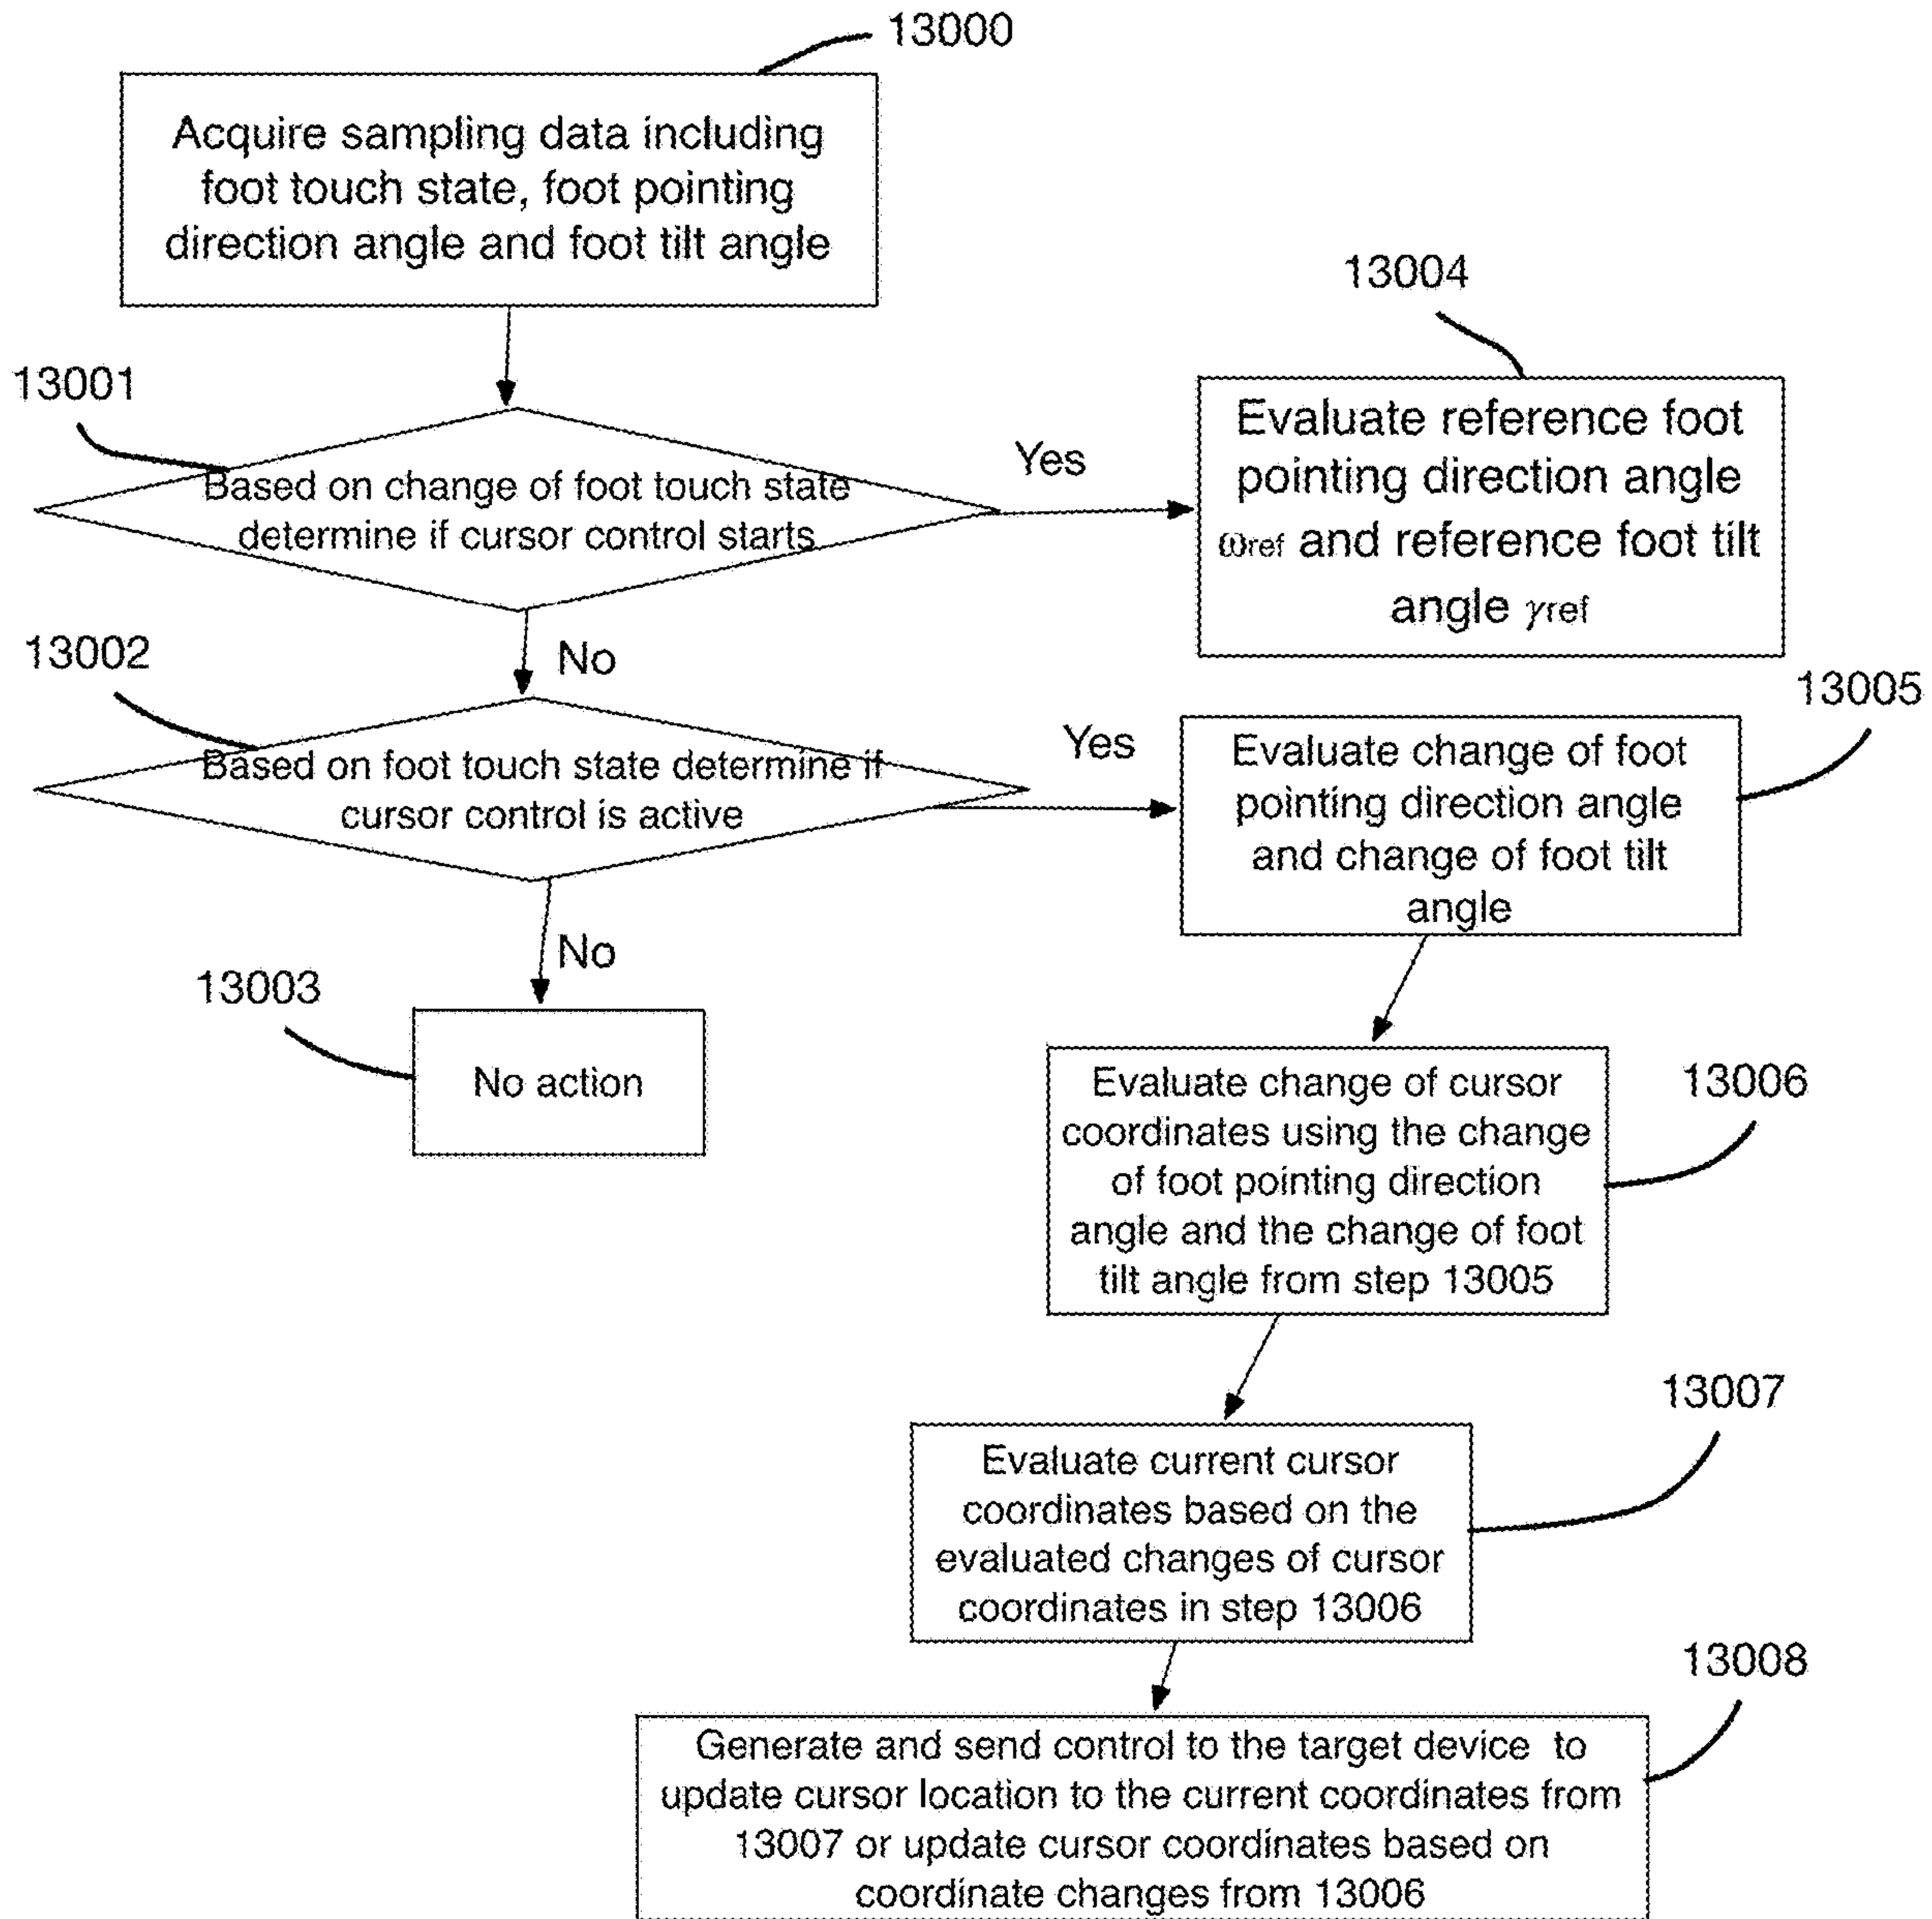 13000
Acquire sampling data including
foot touch state, foot pointing
direction angle and foot tilt angle
13001
Based on change of foot touch state
determine if cursor control starts
Yes
13004
Evaluate reference foot
pointing direction angle
ωref and reference foot tilt
angle γref
No
13002
Based on foot touch state determine if
cursor control is active
Yes
13005
Evaluate change of foot
pointing direction angle
and change of foot tilt
angle
No
13003
No action
13006
Evaluate change of cursor
coordinates using the change
of foot pointing direction
angle and the change of foot
tilt angle from step 13005
13007
Evaluate current cursor
coordinates based on the
evaluated changes of cursor
coordinates in step 13006
13008
Generate and send control to the target device to
update cursor location to the current coordinates from
13007 or update cursor coordinates based on
coordinate changes from 13006